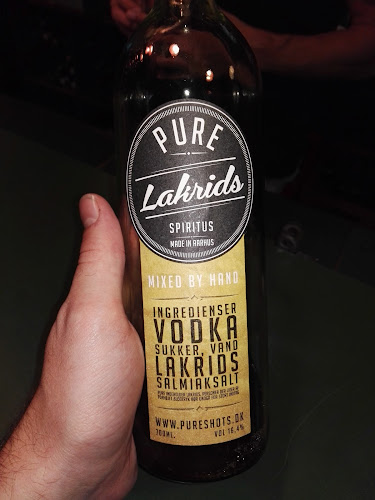 PURE
Lakrids
SPIRITUS
MADE IN AARHUS
MIXED BY HAND
INGREDIENSER
VODKA
SUKKER, VAND
LAKRIDS
SALMIAKSALT
WWW.PURESHOTS.DK
700ML. VOL 16,4%